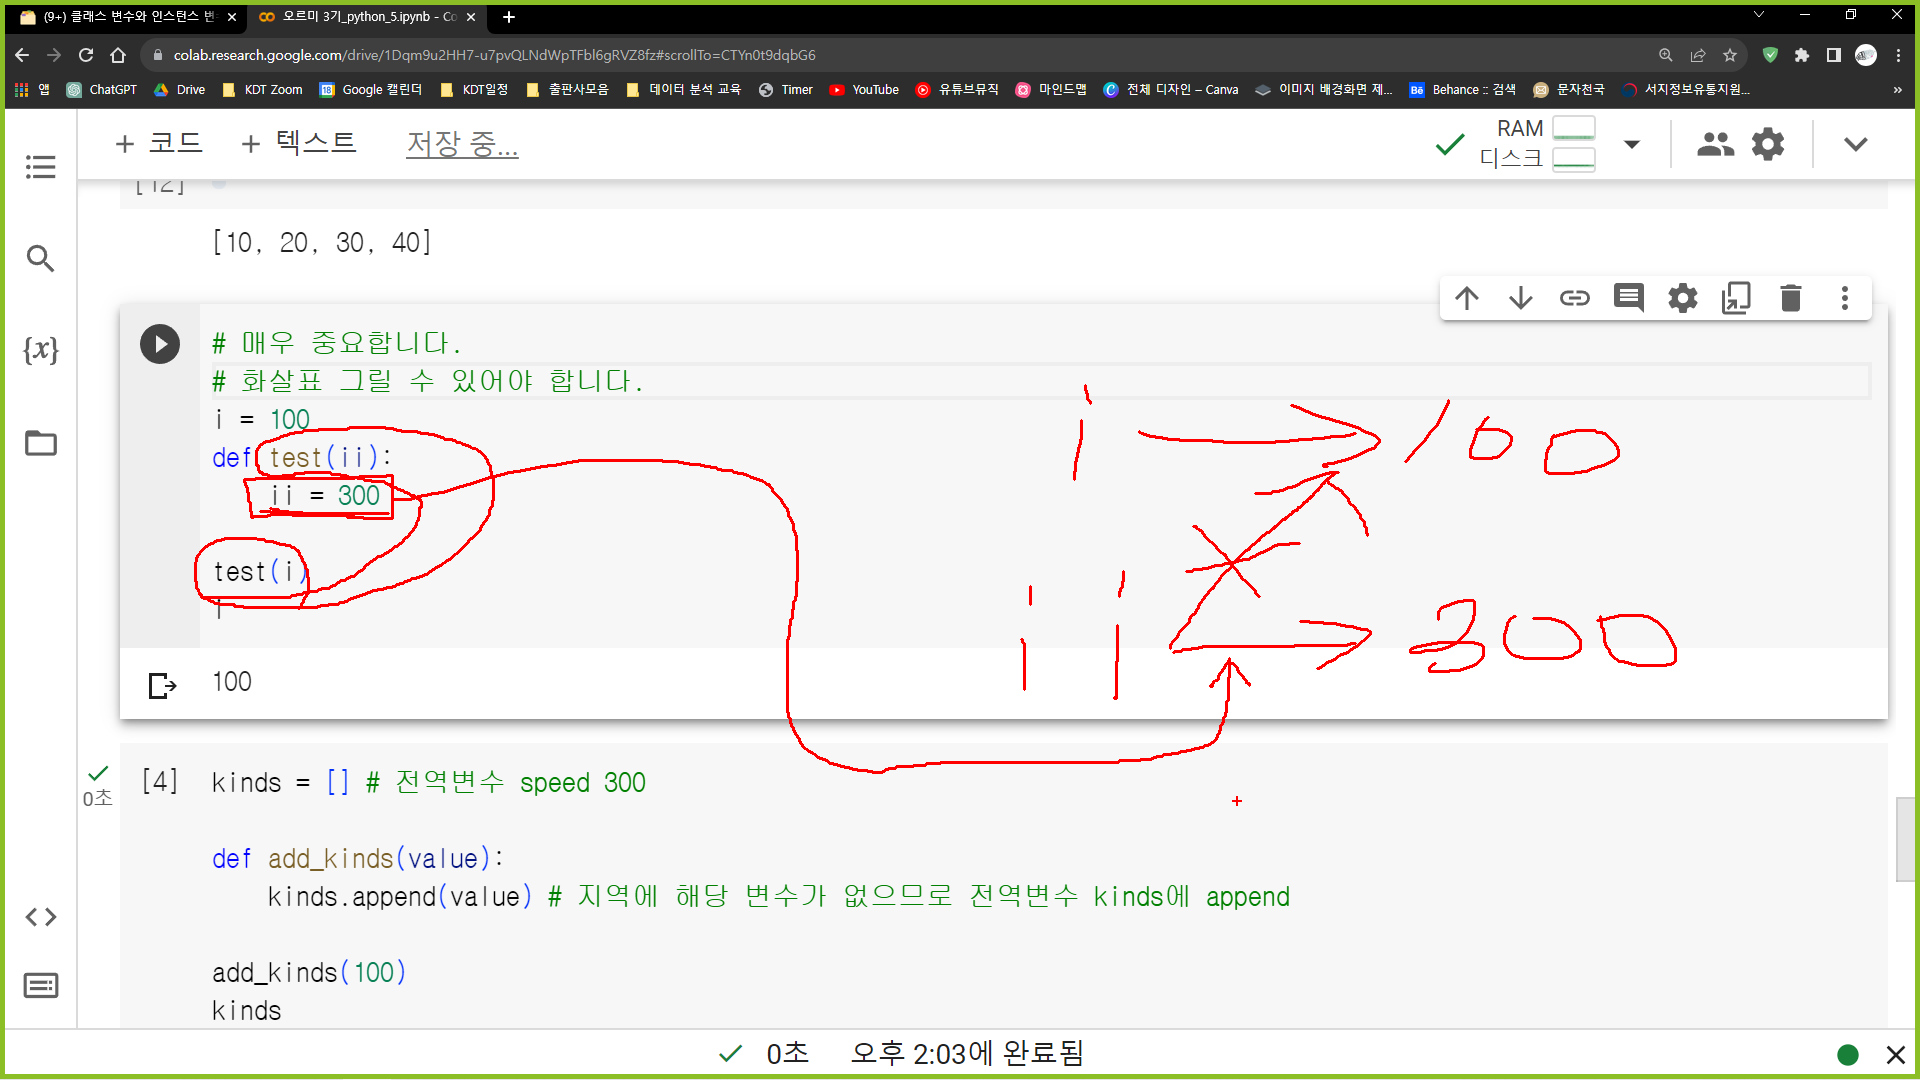 (9+) 클래스 변수와 인스턴스 변
오르미 3기_python_5.ipynb - Co
colab.research.google.com/drive/1Dqm9u2HH7-u7pvQLNdWpTFbl6gRVZ8fz#scrollTo=CTYn0t9dqbG6
앱 ChatGPT Drive KDT Zoom Google 캘린더 KDT일정 출판사모음 데이터 분석 교육 Timer YouTube 유튜브뮤직 마인드맵 전체 디자인 – Canva 이미지 배경화면 제... Behance :: 검색 문자천국 서지정보유통지원...
+ 코드 + 텍스트 저장 중...
RAM
디스크
[12]
[10, 20, 30, 40]
# 매우 중요합니다.
# 화살표 그릴 수 있어야 합니다.
i = 100
def test(ii):
ii = 300
test(i)
i
i 100
ii 300
100
[4] kinds = [] # 전역변수 speed 300
0초
def add_kinds(value):
kinds.append(value) # 지역에 해당 변수가 없으므로 전역변수 kinds에 append
add_kinds(100)
kinds
0초 오후 2:03에 완료됨